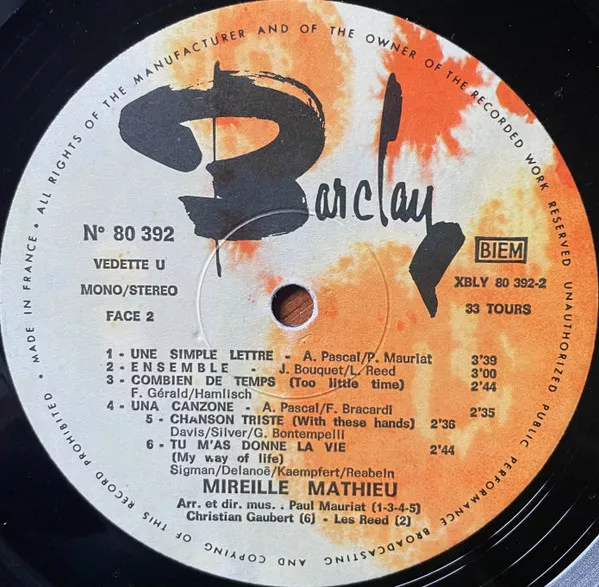 MADE IN FRANCE • ALL RIGHTS OF THE MANUFACTURER AND OF THE OWNER OF THE RECORDED WORK RESERVED UNAUTHORIZED PUBLIC PERFORMANCE BROADCASTING AND COPYING OF THIS RECORD PROHIBITED •
Barclay
N° 80 392
BIEM
VEDETTE U
XBLY 80 392-2
MONO/STEREO
33 TOURS
FACE 2
1 - UNE SIMPLE LETTRE - A. Pascal/P. Mauriat 3'39
2 - ENSEMBLE - J. Bouquet/L. Reed 3'00
3 - COMBIEN DE TEMPS (Too little time) 2'44
F. Gérald/Hamlisch
4 - UNA CANZONE - A. Pascal/F. Bracardi 2'35
5 - CHANSON TRISTE (With these hands) 2'36
Davis/Silver/G. Bontempelli
6 - TU M'AS DONNE LA VIE 2'44
(My way of life)
Sigman/Delanoë/Kaempfert/Reabeln
MIREILLE MATHIEU
Arr. et dir. mus. . Paul Mauriat (1-3-4-5)
Christian Gaubert (6) - Les Reed (2)